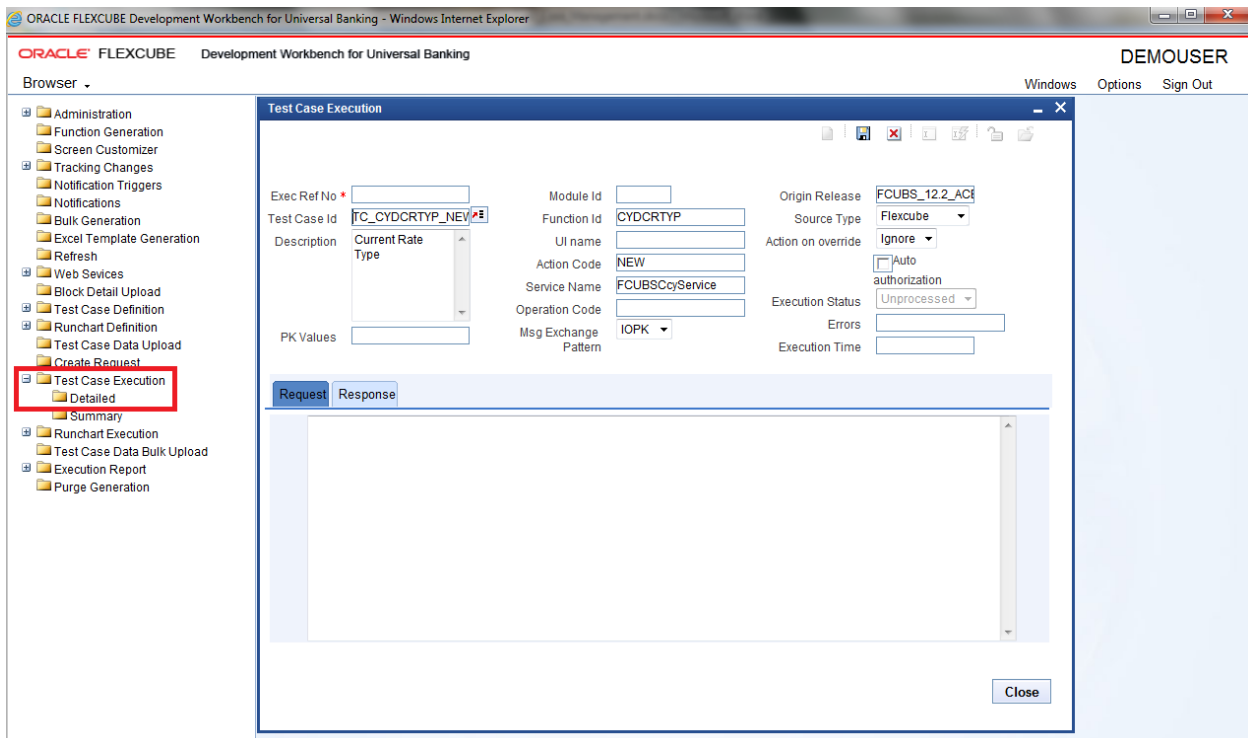 ORACLE FLEXCUBE Development Workbench for Universal Banking - Windows Internet Explorer
ORACLE FLEXCUBE Development Workbench for Universal Banking
DEMOUSER
Browser
Windows Options Sign Out
Administration
Function Generation
Screen Customizer
Tracking Changes
Notification Triggers
Notifications
Bulk Generation
Excel Template Generation
Refresh
Web Sevices
Block Detail Upload
Test Case Definition
Runchart Definition
Test Case Data Upload
Create Request
Test Case Execution
Detailed
Summary
Runchart Execution
Test Case Data Bulk Upload
Execution Report
Purge Generation
Test Case Execution
Exec Ref No *
Test Case Id TC_CYDCRTYP_NEW
Description Current Rate
Type
PK Values
Module Id
Function Id CYDCRTYP
UI name
Action Code NEW
Service Name FCUBSCcyService
Operation Code
Msg Exchange IOPK
Pattern
Origin Release FCUBS_12.2_ACE
Source Type Flexcube
Action on override Ignore
Auto
authorization
Execution Status Unprocessed
Errors
Execution Time
Request Response
Close